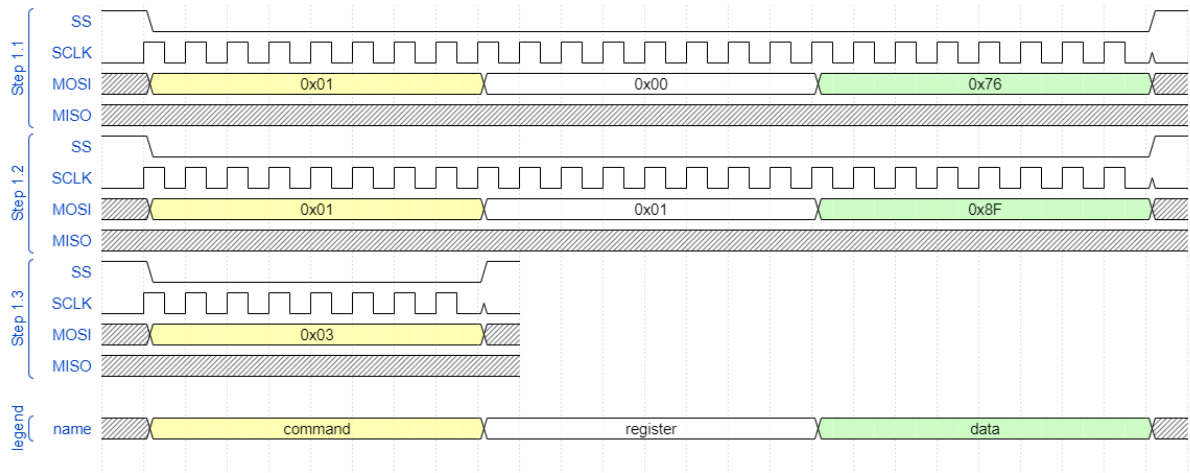 Step 1.1
SS
SCLK
MOSI 0x01 0x00 0x76
MISO
Step 1.2
SS
SCLK
MOSI 0x01 0x01 0x8F
MISO
Step 1.3
SS
SCLK
MOSI 0x03
MISO
legend
name command register data